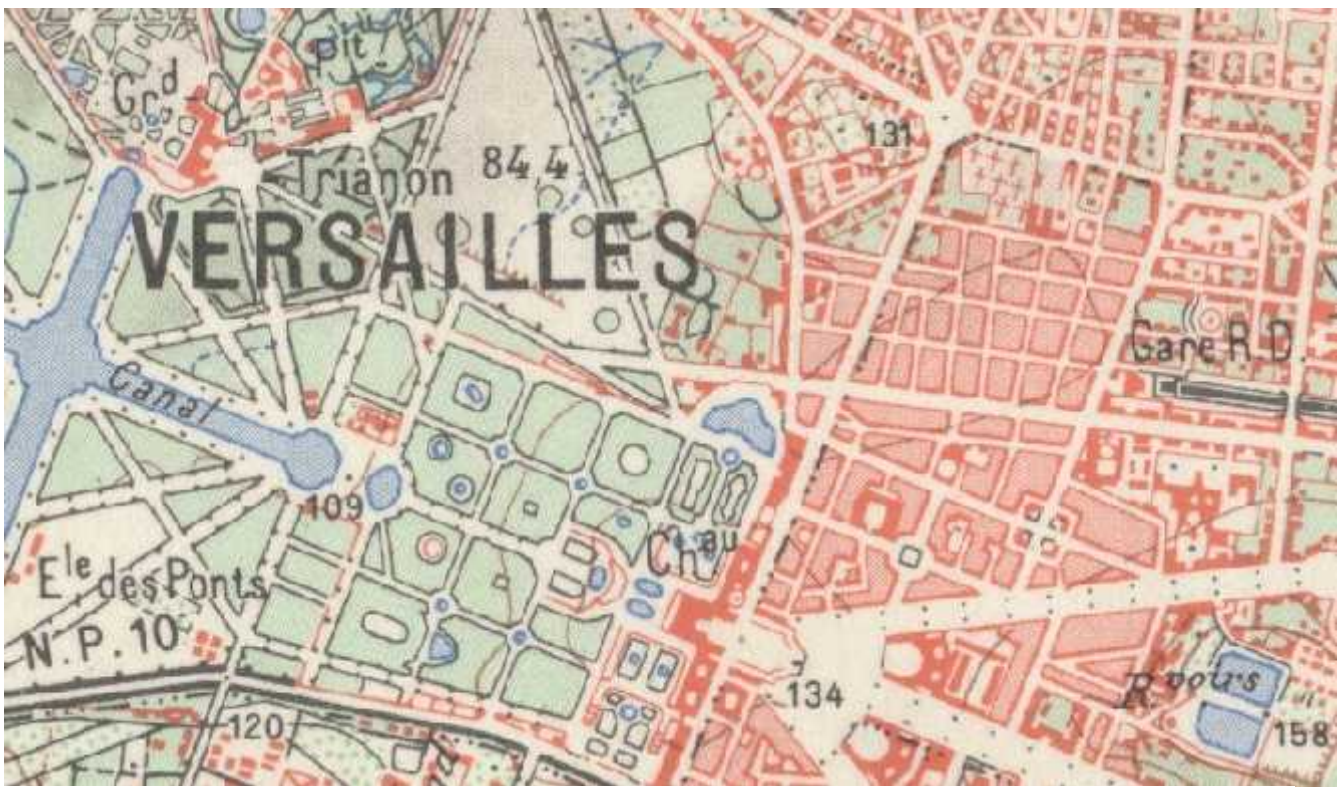 Grd
pit
131
Trianon
84,4
VERSAILLES
Gare R. D.
Canal
109
Chau
Ele des Ponts
N. P. 10
Rvoirs
134
120
158